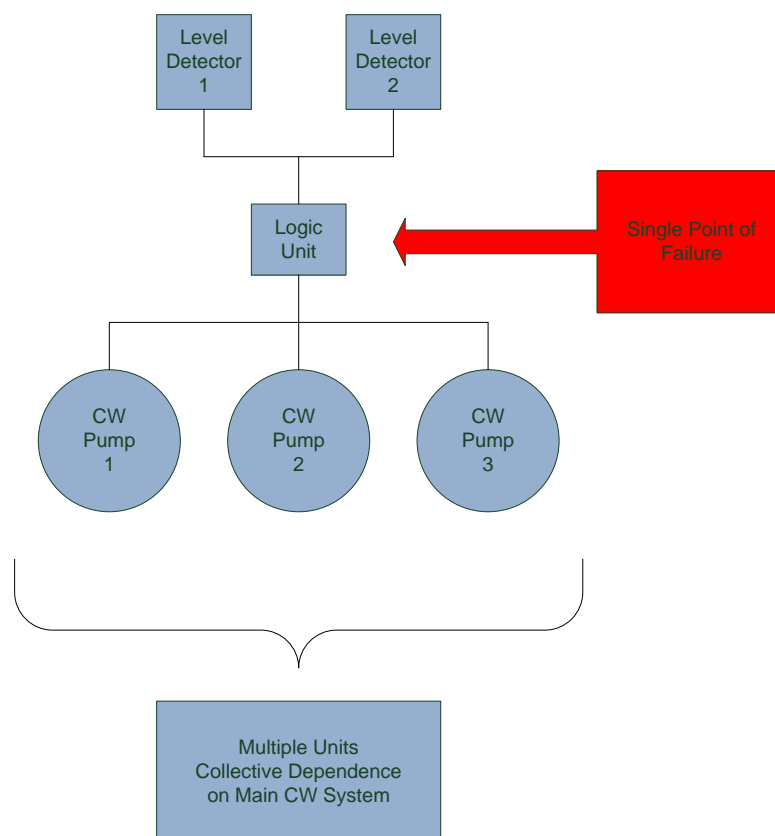 Level
Detector
1
Level
Detector
2
Logic
Unit
Single Point of
Failure
CW
Pump
1
CW
Pump
2
CW
Pump
3
Multiple Units
Collective Dependence
on Main CW System